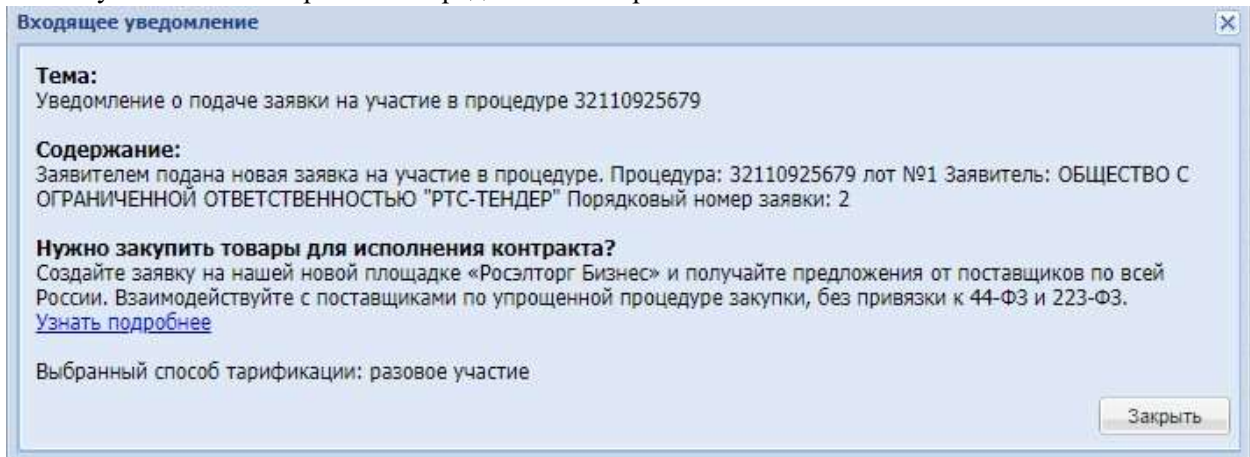 Входящее уведомление
Тема:
Уведомление о подаче заявки на участие в процедуре 32110925679
Содержание:
Заявителем подана новая заявка на участие в процедуре. Процедура: 32110925679 лот №1 Заявитель: ОБЩЕСТВО С
ОГРАНИЧЕННОЙ ОТВЕТСТВЕННОСТЬЮ "РТС-ТЕНДЕР" Порядковый номер заявки: 2
Нужно закупить товары для исполнения контракта?
Создайте заявку на нашей новой площадке «Росэлторг Бизнес» и получайте предложения от поставщиков по всей
России. Взаимодействуйте с поставщиками по упрощенной процедуре закупки, без привязки к 44-ФЗ и 223-ФЗ.
Узнать подробнее
Выбранный способ тарификации: разовое участие
Закрыть